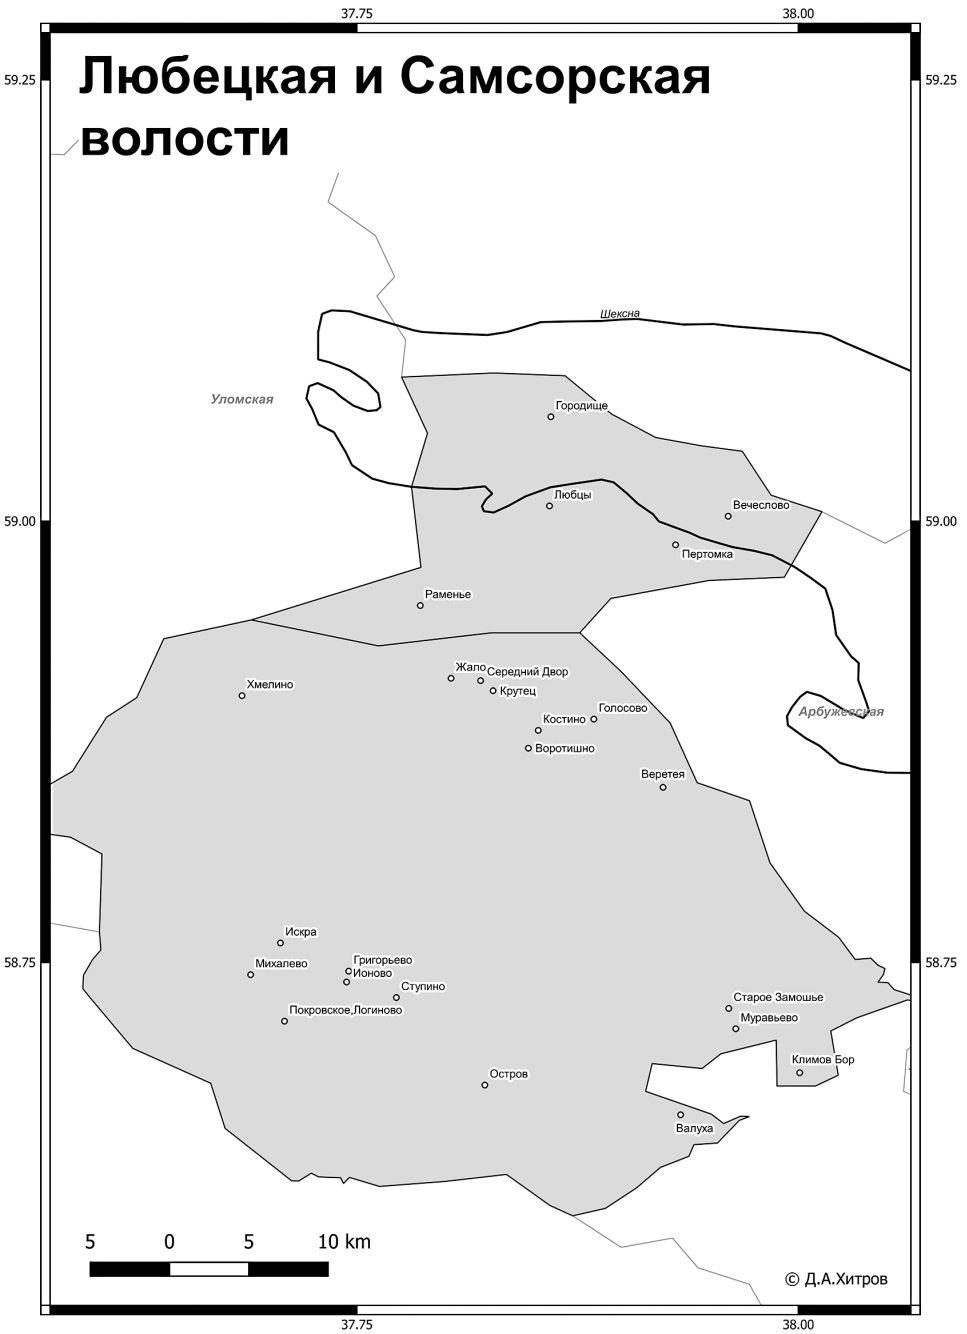 37.75 38.00
59.25 59.25
Любецкая и Самсорская
волости
Шексна
Уломская
Городище
Любцы
Вечеслово
59.00 59.00
Пертомка
Раменье
Жало
Середний Двор
Хмелино
Крутец
Голосово
Костино
Арбужевская
Воротишно
Веретея
Искра
Григорьево
58.75 58.75
Михалево
Ионово
Ступино
Старое Замошье
Покровское,Логиново
Муравьево
Климов Бор
Остров
Валуха
5 0 5 10 km
© Д.А.Хитров
37.75 38.00